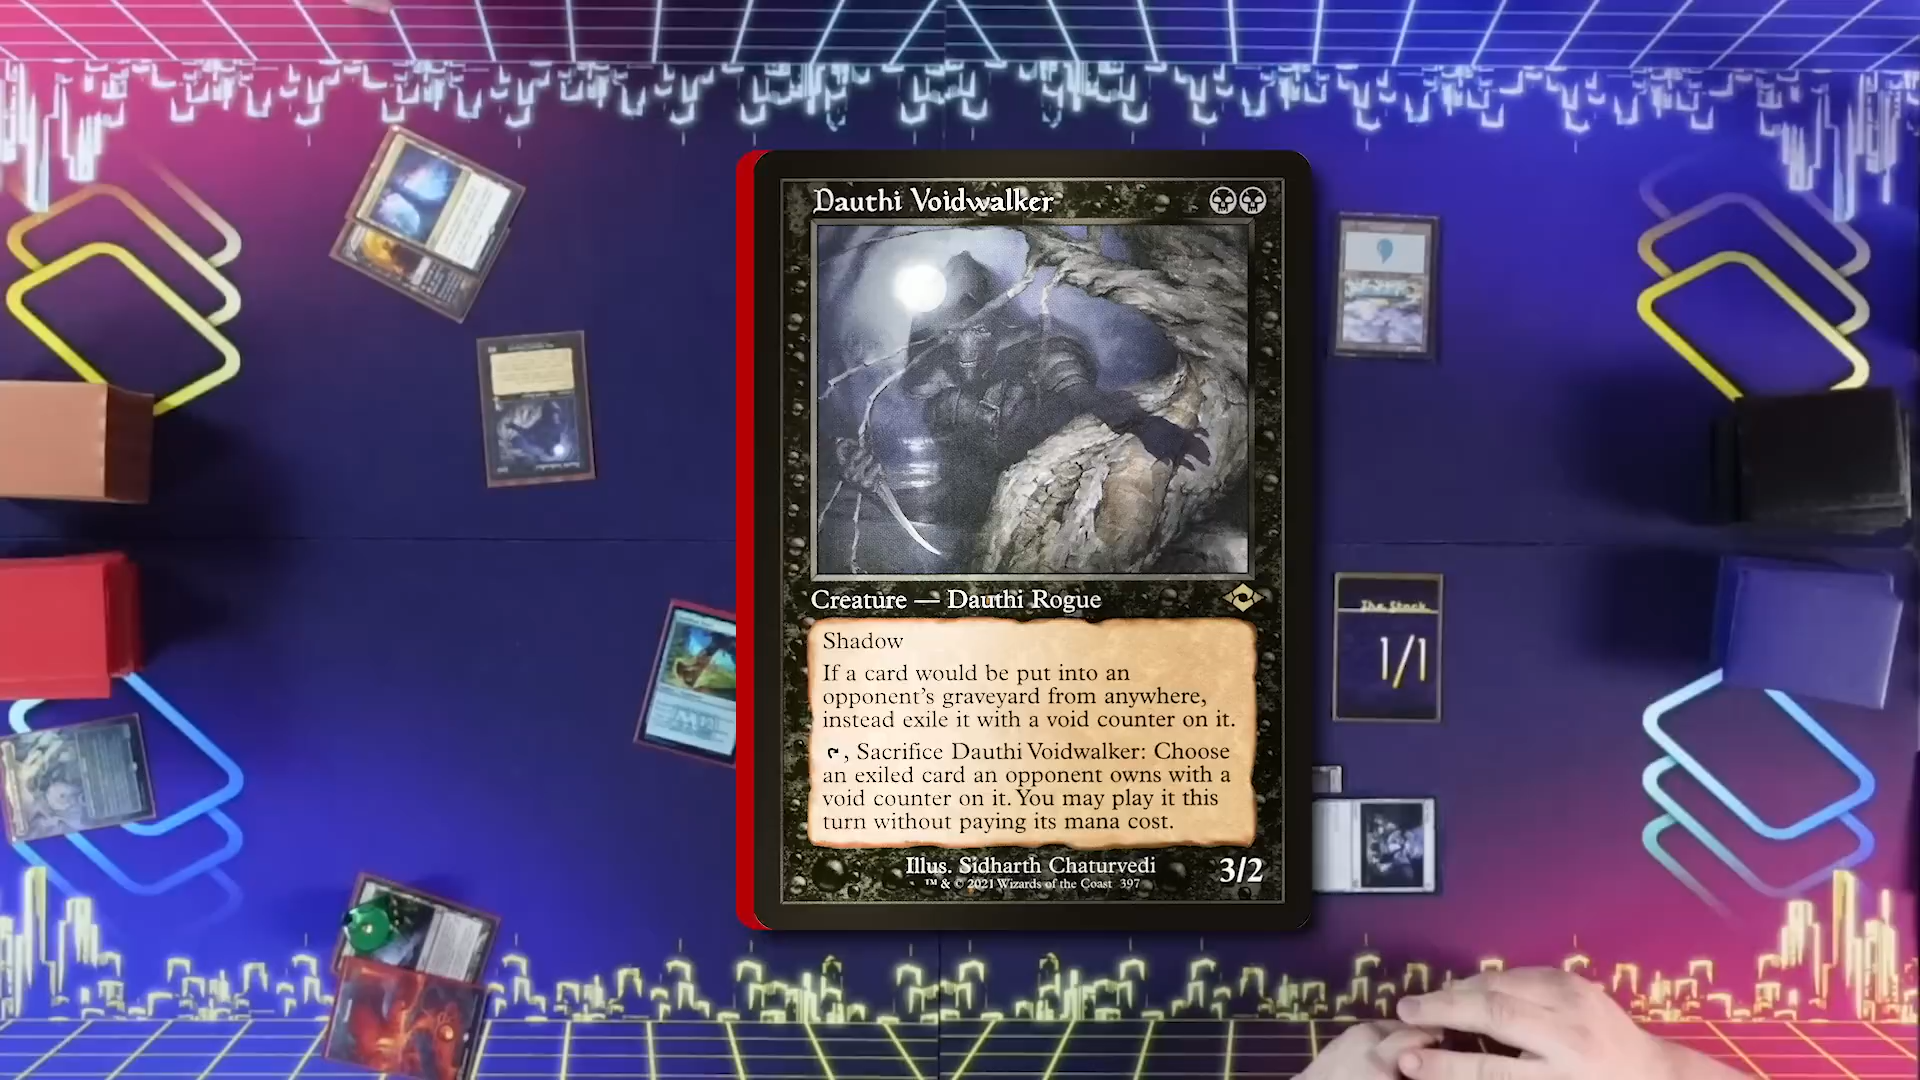 Dauthi Voidwalker
Creature — Dauthi Rogue
Shadow
If a card would be put into an
opponent's graveyard from anywhere,
instead exile it with a void counter on it.
, Sacrifice Dauthi Voidwalker: Choose
an exiled card an opponent owns with a
void counter on it. You may play it this
turn without paying its mana cost.
Illus. Sidharth Chaturvedi
3/2
™ & © 2021 Wizards of the Coast 397
The Stack
1/1